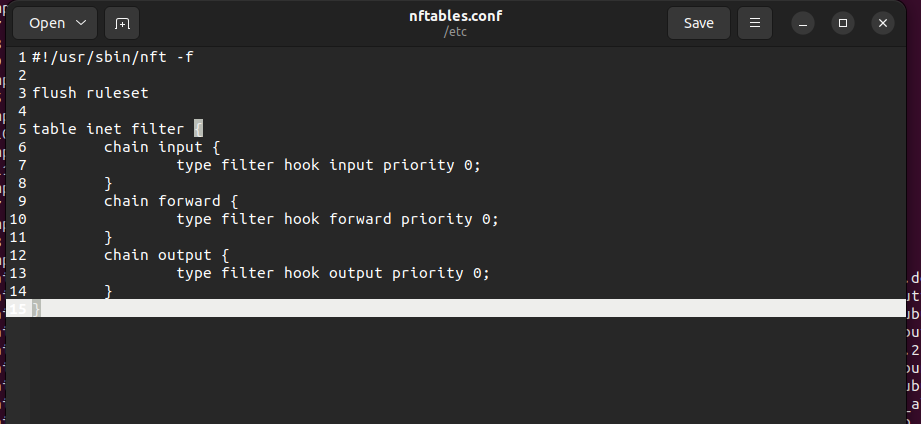 Open
nftables.conf
/etc
Save
1 #!/usr/sbin/nft -f
2
3 flush ruleset
4
5 table inet filter {
6         chain input {
7                 type filter hook input priority 0;
8         }
9         chain forward {
10                 type filter hook forward priority 0;
11         }
12         chain output {
13                 type filter hook output priority 0;
14         }
15 }